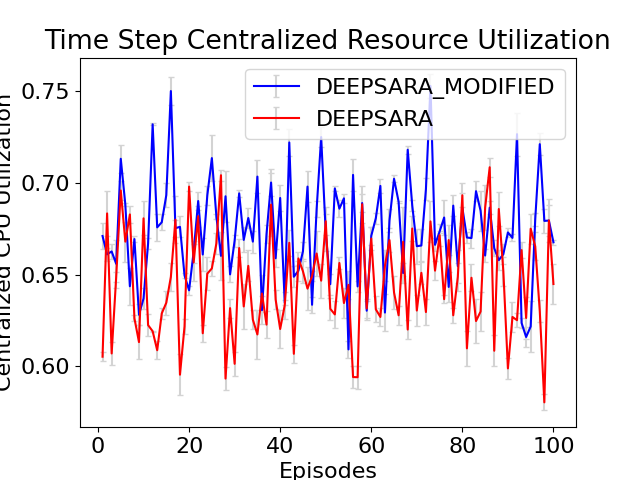 Time Step Centralized Resource Utilization
DEEPSARA_MODIFIED
DEEPSARA
Centralized CPU Utilization
0.75
0.70
0.65
0.60
0 20 40 60 80 100
Episodes